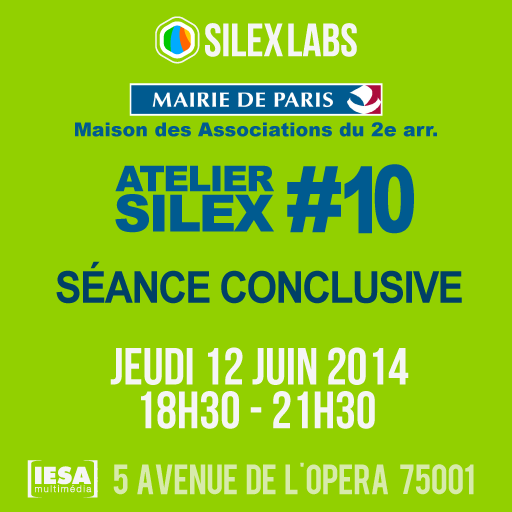 SILEX LABS
MAIRIE DE PARIS
Maison des Associations du 2e arr.
ATELIER
SILEX #10
SÉANCE CONCLUSIVE
JEUDI 12 JUIN 2014
18H30 - 21H30
IESA
multimédia
5 AVENUE DE L'OPERA 75001